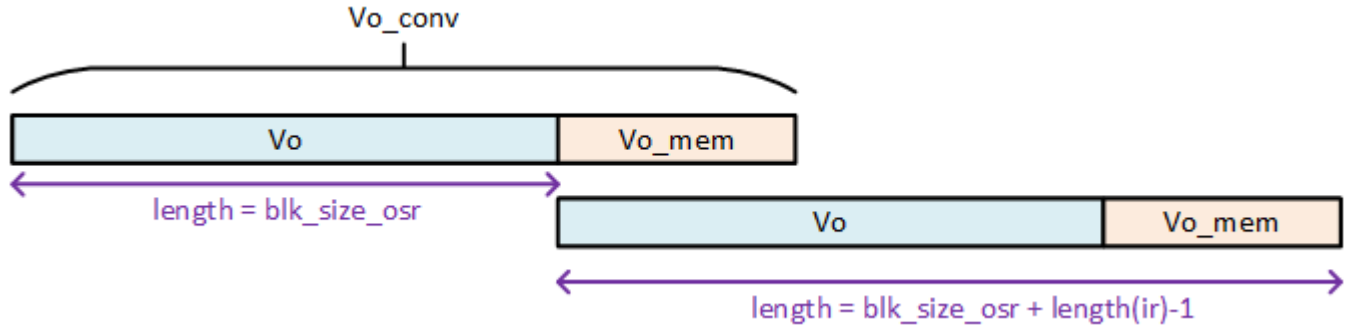 Vo_conv
Vo Vo_mem
length = blk_size_osr
Vo Vo_mem
length = blk_size_osr + length(ir)-1